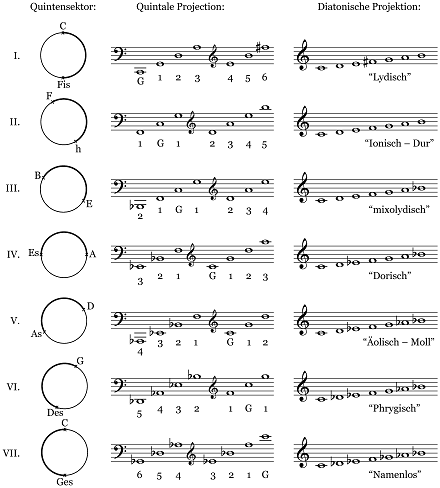 Quintensektor: Quintale Projection: Diatonische Projektion:
C
I.
Fis
G 1 2 3 4 5 6
“Lydisch”
F
II.
h
1 G 1 2 3 4 5
“Ionisch – Dur”
B
III.
E
2 1 G 1 2 3 4
“mixolydisch”
IV. Es A
3 2 1 G 1 2 3
“Dorisch”
D
V.
As
4 3 2 1 G 1 2
“Äolisch – Moll”
G
VI.
Des
5 4 3 2 1 G 1
“Phrygisch”
C
VII.
Ges
6 5 4 3 2 1 G
“Namenlos”